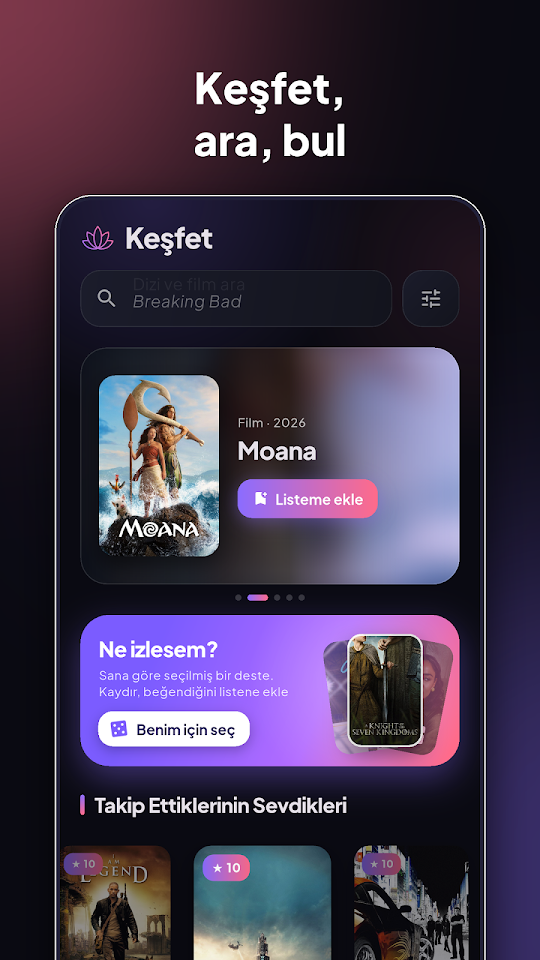 Keşfet,
ara, bul
Keşfet
Dizi ve film ara
Breaking Bad
Film · 2026
Moana
Listeme ekle
MOANA
Ne izlesem?
Sana göre seçilmiş bir deste.
Kaydır, beğendiğini listene ekle
Benim için seç
A KNIGHT OF THE
SEVEN KINGDOMS
Takip Ettiklerinin Sevdikleri
★ 10
I AM
LEGEND
★ 10
★ 10